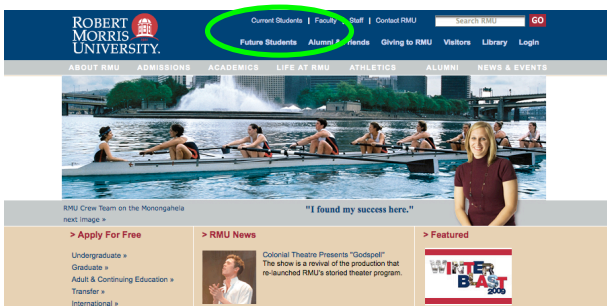 ROBERT
MORRIS
UNIVERSITY.
Current Students | Faculty | Staff | Contact RMU
Search RMU GO
Future Students Alumni & Friends Giving to RMU Visitors Library Login
ABOUT RMU ADMISSIONS ACADEMICS LIFE AT RMU ATHLETICS ALUMNI NEWS & EVENTS
RMU Crew Team on the Monongahela
next image »
"I found my success here."
> Apply For Free
Undergraduate »
Graduate »
Adult & Continuing Education »
Transfer »
International »
> RMU News
Colonial Theatre Presents "Godspell"
The show is a revival of the production that
re-launched RMU's storied theater program.
> Featured
WINTER
BLAST
2009